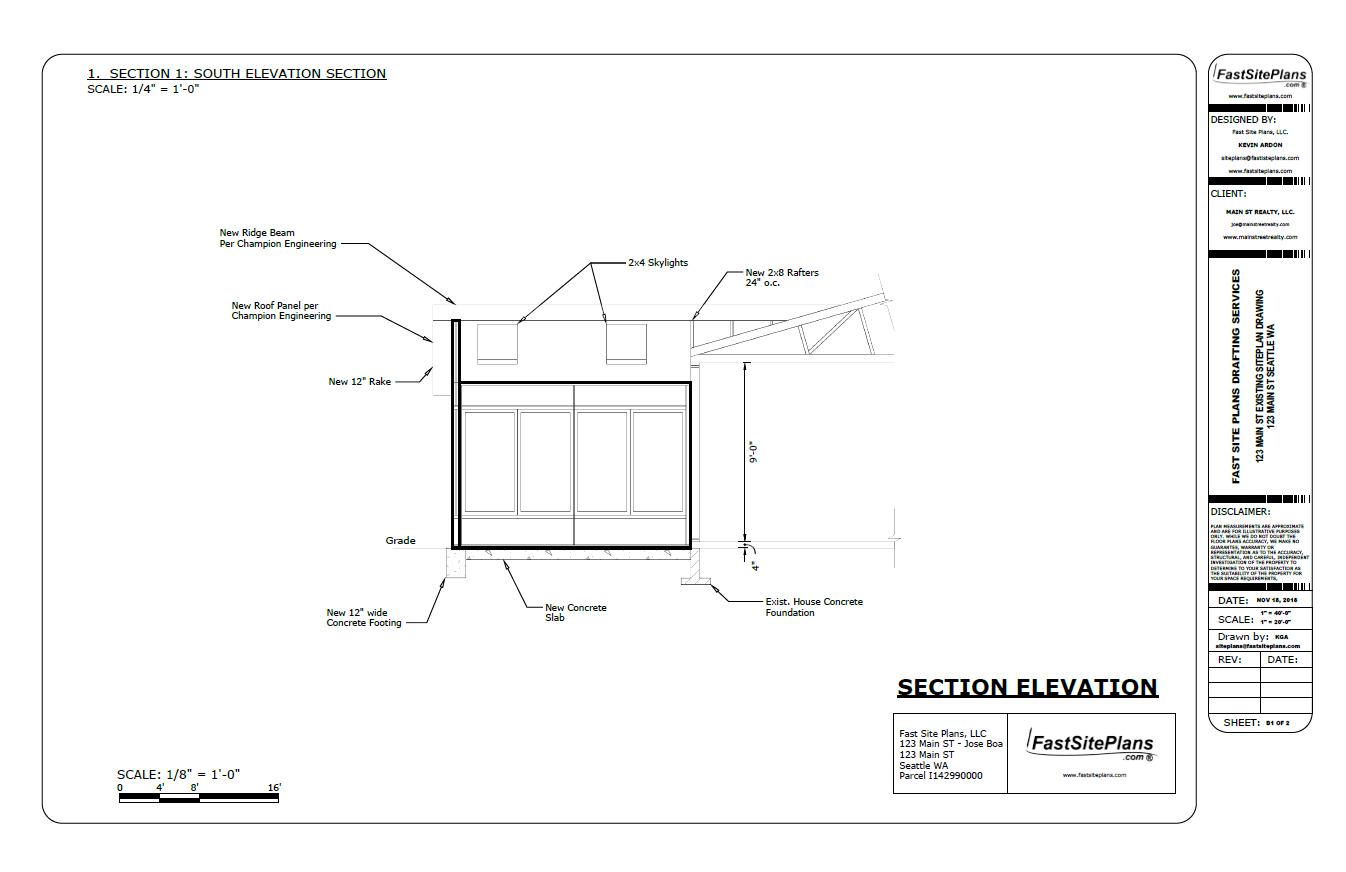 1. SECTION 1: SOUTH ELEVATION SECTION
SCALE: 1/4" = 1'-0"
New Ridge Beam
Per Champion Engineering
2x4 Skylights
New 2x8 Rafters
24" o.c.
New Roof Panel per
Champion Engineering
New 12" Rake
9'-0"
Grade
4"
New 12" wide
Concrete Footing
New Concrete
Slab
Exist. House Concrete
Foundation
SECTION ELEVATION
Fast Site Plans, LLC
123 Main ST - Jose Boa
123 Main ST
Seattle WA
Parcel I142990000
FastSitePlans
.com ®
www.fastsiteplans.com
SCALE: 1/8" = 1'-0"
0 4' 8' 16'
FastSitePlans
.com ®
www.fastsiteplans.com
DESIGNED BY:
Fast Site Plans, LLC.
KEVIN ARDON
siteplans@fastsiteplans.com
www.fastsiteplans.com
CLIENT:
MAIN ST REALTY, LLC.
joe@mainstreetrealty.com
www.mainstreetrealty.com
FAST SITE PLANS DRAFTING SERVICES
123 MAIN ST EXISTING SITEPLAN DRAWING
123 MAIN ST SEATTLE WA
DISCLAIMER:
PLAN MEASUREMENTS ARE APPROXIMATE
AND ARE FOR ILLUSTRATIVE PURPOSES
ONLY. WHILE WE DO NOT DOUBT THE
FLOOR PLANS ACCURACY, WE MAKE NO
GUARANTEE, WARRANTY OR
REPRESENTATION AS TO THE ACCURACY,
STRUCTURAL, AND CAREFUL, INDEPENDENT
INVESTIGATION OF THE PROPERTY TO
DETERMINE TO YOUR SATISFACTION AS
THE SUITABILITY OF THE PROPERTY FOR
YOUR SPACE REQUIREMENTS,
DATE: NOV 18, 2018
SCALE: 1" = 40'-0"
1" = 20'-0"
Drawn by: KGA
siteplans@fastsiteplans.com
REV: DATE:
SHEET: B1 OF 2